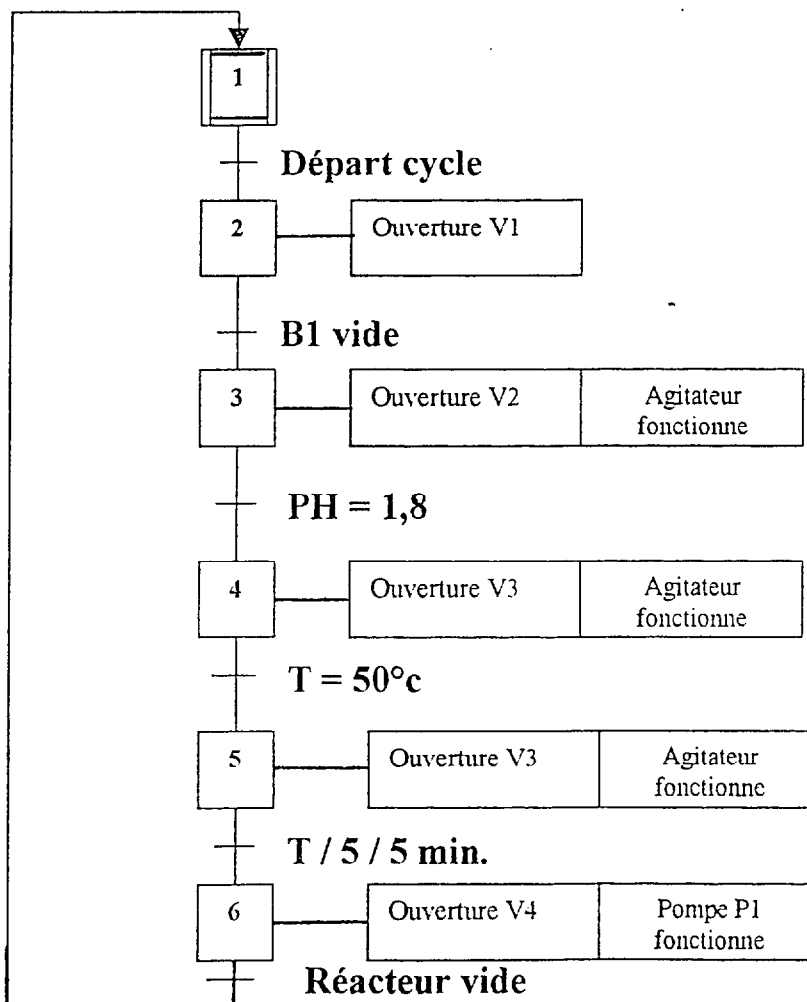 1
Départ cycle
2
Ouverture V1
B1 vide
3
Ouverture V2
Agitateur
fonctionne
PH = 1,8
4
Ouverture V3
Agitateur
fonctionne
T = 50°c
5
Ouverture V3
Agitateur
fonctionne
T / 5 / 5 min.
6
Ouverture V4
Pompe P1
fonctionne
Réacteur vide